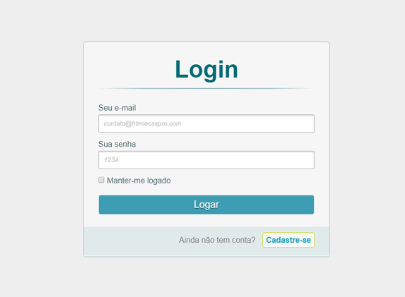 Login
Seu e-mail
Sua senha
1234
Manter-me logado
Logar
Ainda não tem conta? Cadastre-se